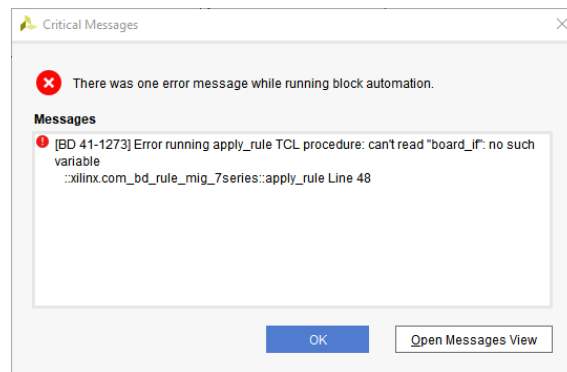 Critical Messages
There was one error message while running block automation.
Messages
[BD 41-1273] Error running apply_rule TCL procedure: can't read "board_if": no such
variable
::xilinx.com_bd_rule_mig_7series::apply_rule Line 48
OK
Open Messages View